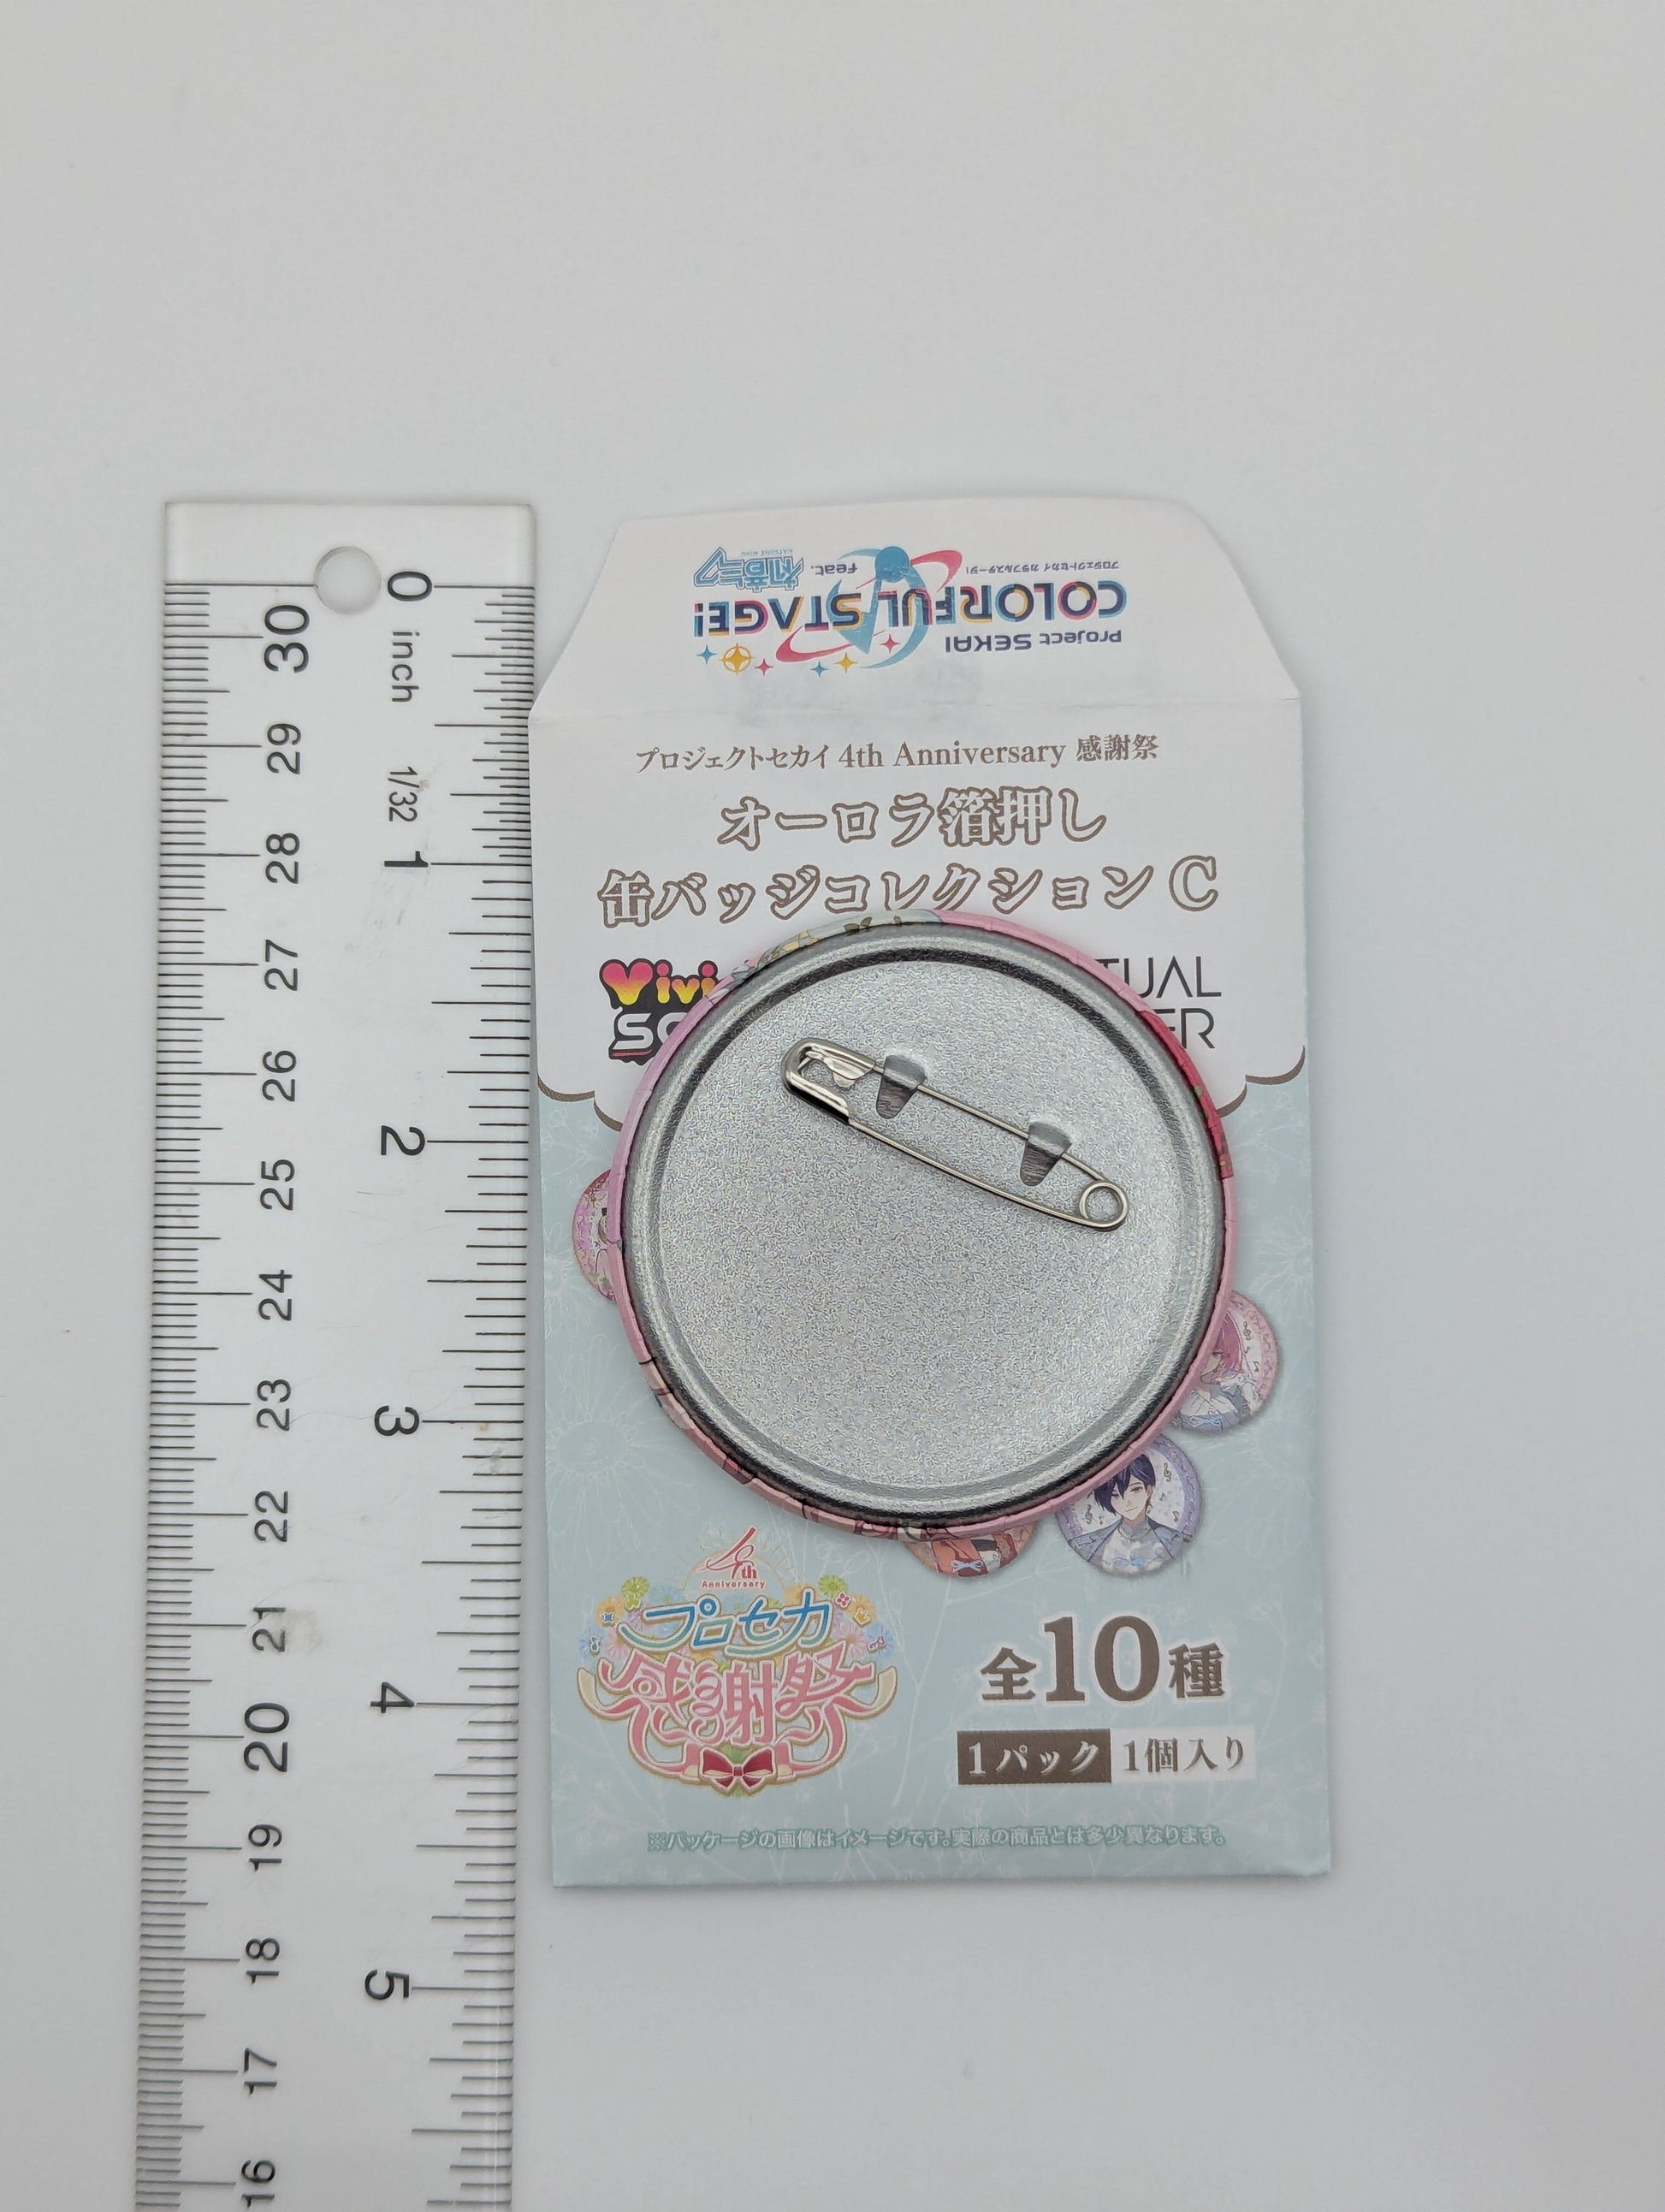 0 inch 1/32 1 2 3 4 5
30 29 28 27 26 25 24 23 22 21 20 19 18 17 16
Project SEKAI
COLORFUL STAGE!
プロジェクトセカイ カラフルステージ!
feat. 初音ミク
HATSUNE MIKU
プロジェクトセカイ 4th Anniversary 感謝祭
オーロラ箔押し
缶バッジコレクション C
Vivi
TUAL
ER
4th
Anniversary
プロセカ
感謝祭
全10種
1パック 1個入り
※パッケージの画像はイメージです。実際の商品とは多少異なります。